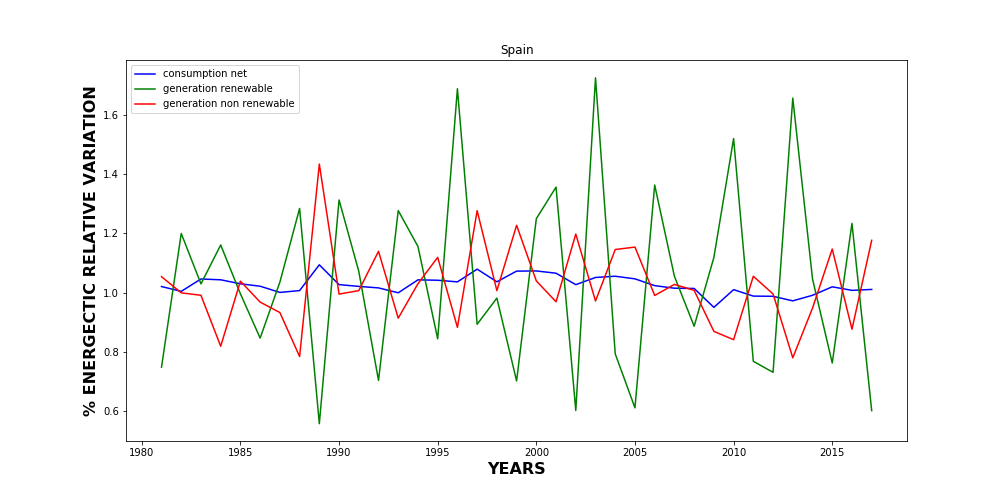 Spain
consumption net
generation renewable
generation non renewable
% ENERGECTIC RELATIVE VARIATION
1.6
1.4
1.2
1.0
0.8
0.6
1980 1985 1990 1995 2000 2005 2010 2015
YEARS